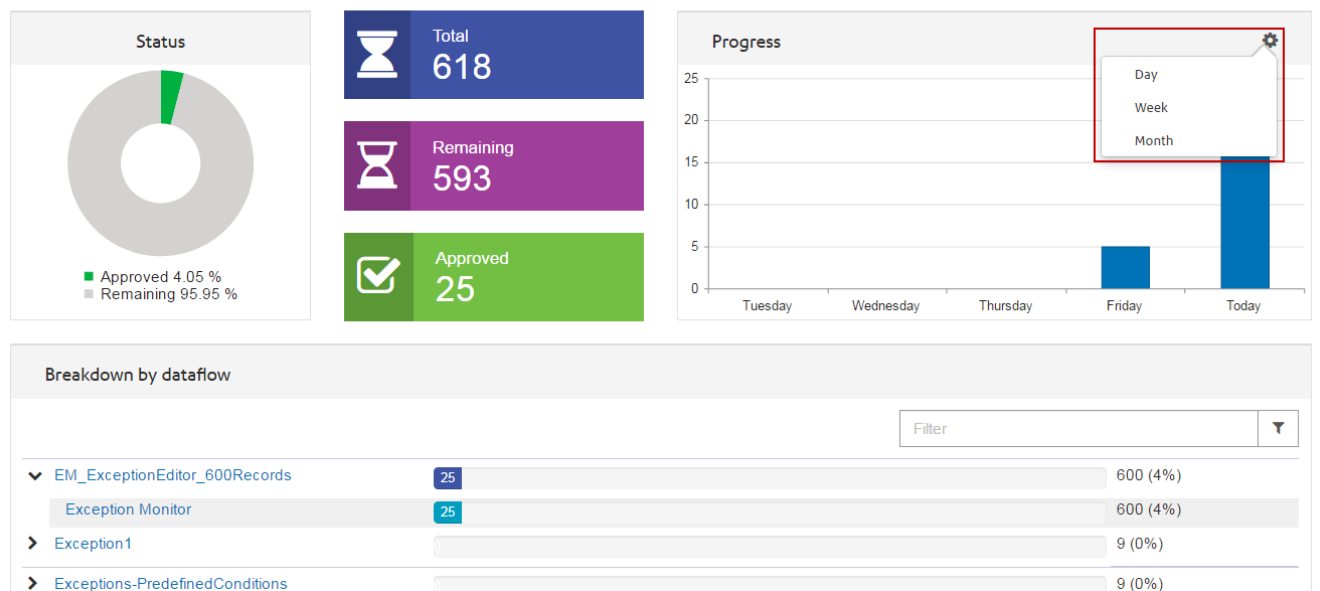 Status
Approved 4.05 %
Remaining 95.95 %
Total
618
Remaining
593
Approved
25
Progress
Day
Week
Month
25
20
15
10
5
0
Tuesday Wednesday Thursday Friday Today
Breakdown by dataflow
Filter
EM_ExceptionEditor_600Records 25 600 (4%)
Exception Monitor 25 600 (4%)
Exception1 0 9 (0%)
Exceptions-PredefinedConditions 0 9 (0%)